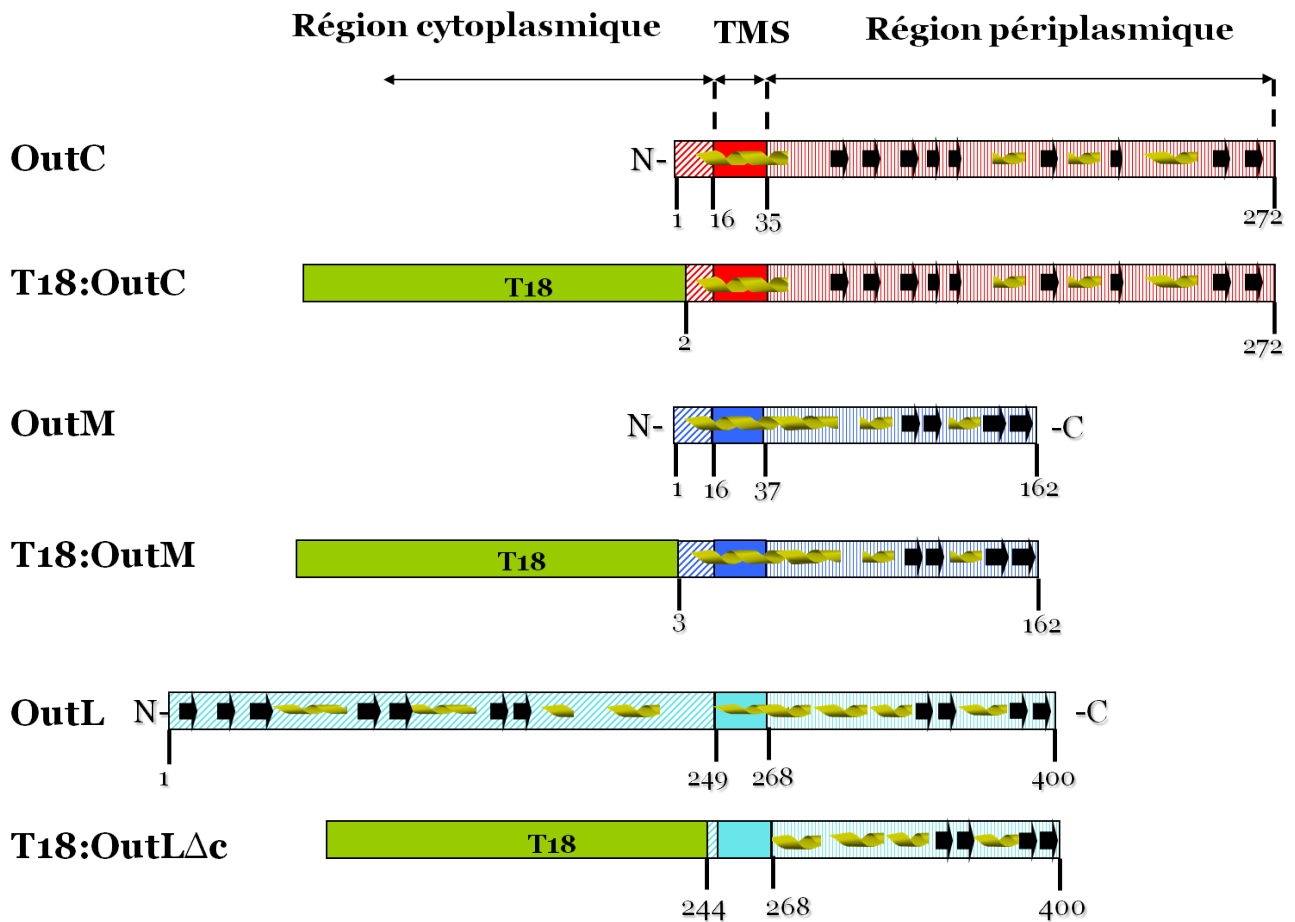 Région cytoplasmique TMS Région périplasmique
OutC N-
1 16 35 272
T18:OutC T18
2 272
OutM N- -C
1 16 37 162
T18:OutM T18
3 162
OutL N- -C
1 249 268 400
T18:OutLΔc T18
244 268 400